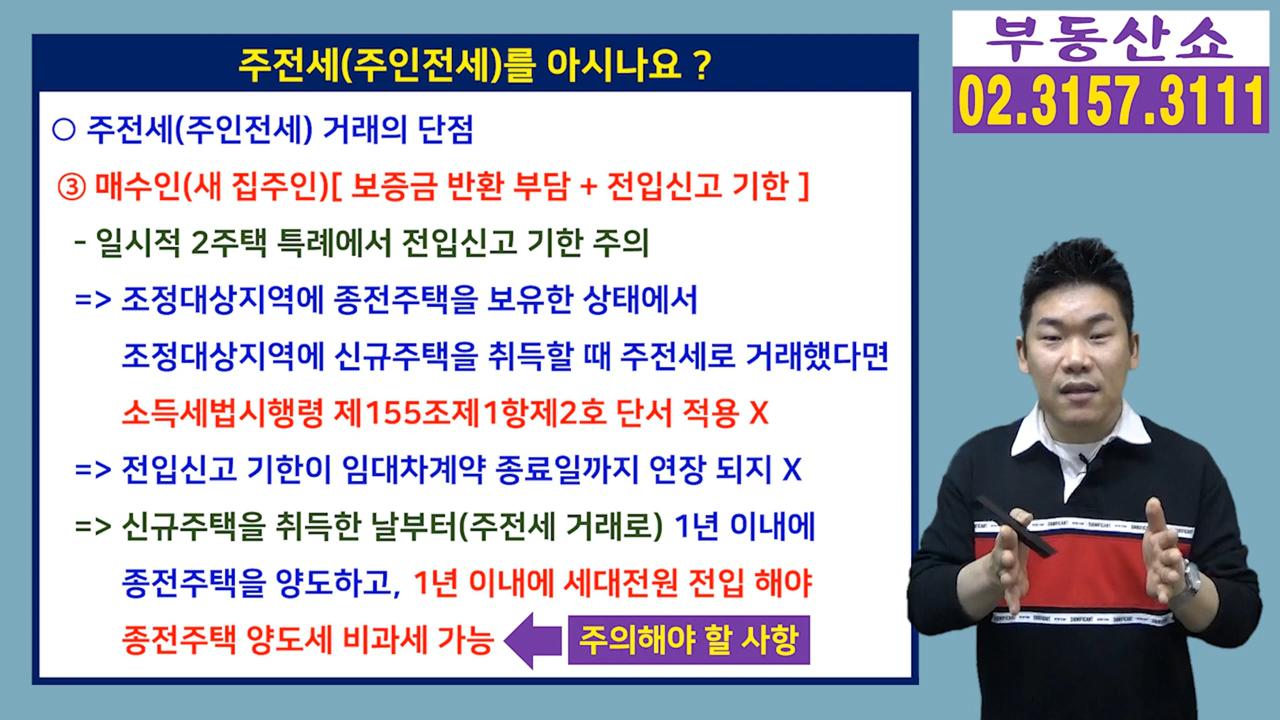 주전세(주인전세)를 아시나요 ?
부동산쇼
02.3157.3111
○ 주전세(주인전세) 거래의 단점
③ 매수인(새 집주인)[ 보증금 반환 부담 + 전입신고 기한 ]
- 일시적 2주택 특례에서 전입신고 기한 주의
=> 조정대상지역에 종전주택을 보유한 상태에서
조정대상지역에 신규주택을 취득할 때 주전세로 거래했다면
소득세법시행령 제155조제1항제2호 단서 적용 X
=> 전입신고 기한이 임대차계약 종료일까지 연장 되지 X
=> 신규주택을 취득한 날부터(주전세 거래로) 1년 이내에
종전주택을 양도하고, 1년 이내에 세대전원 전입 해야
종전주택 양도세 비과세 가능
주의해야 할 사항